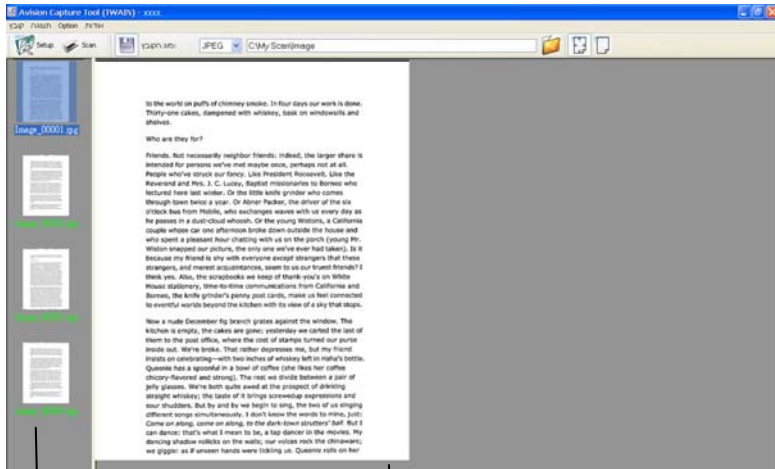 Avision Capture Tool (TWAIN) - xxxx
קובץ תמונה Option אודות
Setup Scan סוג הקובץ: JPEG C:\My Scan\Image
Image_00001.jpg
to the world on puffs of chimney smoke. In four days our work is done.
Thirty-one cakes, dampened with whiskey, bask on windowsills and
shelves.
Who are they for?
Friends. Not necessarily neighbor friends: indeed, the larger share is
intended for persons we've met maybe once, perhaps not at all.
People who've struck our fancy. Like President Roosevelt. Like the
Reverend and Mrs. J. C. Lucey, Baptist missionaries to Borneo who
lectured here last winter. Or the little knife grinder who comes
through town twice a year. Or Abner Packer, the driver of the six
o'clock bus from Mobile, who exchanges waves with us every day as
he passes in a dust-cloud whoosh. Or the young Wistons, a California
couple whose car one afternoon broke down outside the house and
who spent a pleasant hour chatting with us on the porch (young Mr.
Wiston snapped our picture, the only one we've ever had taken). Is it
because my friend is shy with everyone except strangers that these
strangers, and merest acquaintances, seem to us our truest friends? I
think yes. Also, the scrapbooks we keep of thank-you's on White
House stationery, time-to-time communications from California and
Borneo, the knife grinder's penny post cards, make us feel connected
to eventful worlds beyond the kitchen with its view of a sky that stops.
Now a nude December fig branch grates against the window. The
kitchen is empty, the cakes are gone; yesterday we carted the last of
them to the post office, where the cost of stamps turned our purse
inside out. We're broke. That rather depresses me, but my friend
insists on celebrating—with two inches of whiskey left in Haha's bottle.
Queenie has a spoonful in a bowl of coffee (she likes her coffee
chicory-flavored and strong). The rest we divide between a pair of
jelly glasses. We're both quite awed at the prospect of drinking
straight whiskey; the taste of it brings screwedup expressions and
sour shudders. But by and by we begin to sing, the two of us singing
different songs simultaneously. I don't know the words to mine, just:
Come on along, come on along, to the dark-town strutters' ball. But I
can dance: that's what I mean to be, a tap dancer in the movies. My
dancing shadow rollicks on the walls; our voices rock the chinaware;
we giggle: as if unseen hands were tickling us. Queenie rolls on her